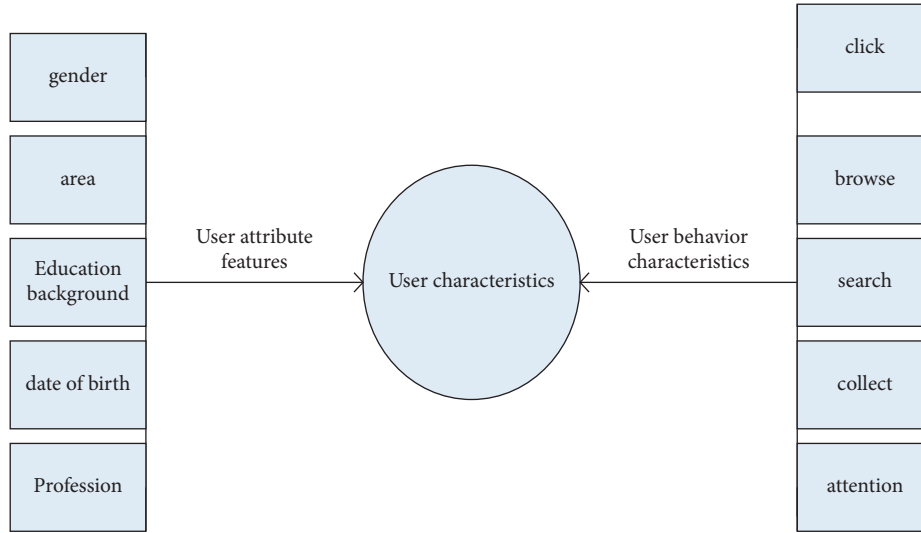 gender
area
Education
background
date of birth
Profession
User attribute
features
User characteristics
User behavior
characteristics
click
browse
search
collect
attention